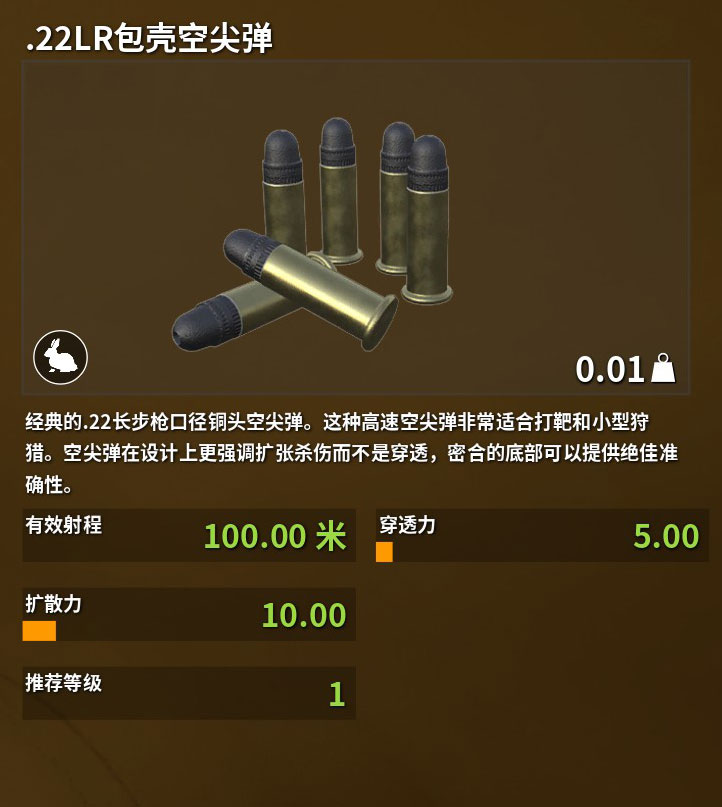 .22LR包壳空尖弹
0.01
经典的.22长步枪口径铜头空尖弹。这种高速空尖弹非常适合打靶和小型狩
猎。空尖弹在设计上更强调扩张杀伤而不是穿透，密合的底部可以提供绝佳准
确性。
有效射程 100.00 米
穿透力 5.00
扩散力 10.00
推荐等级 1